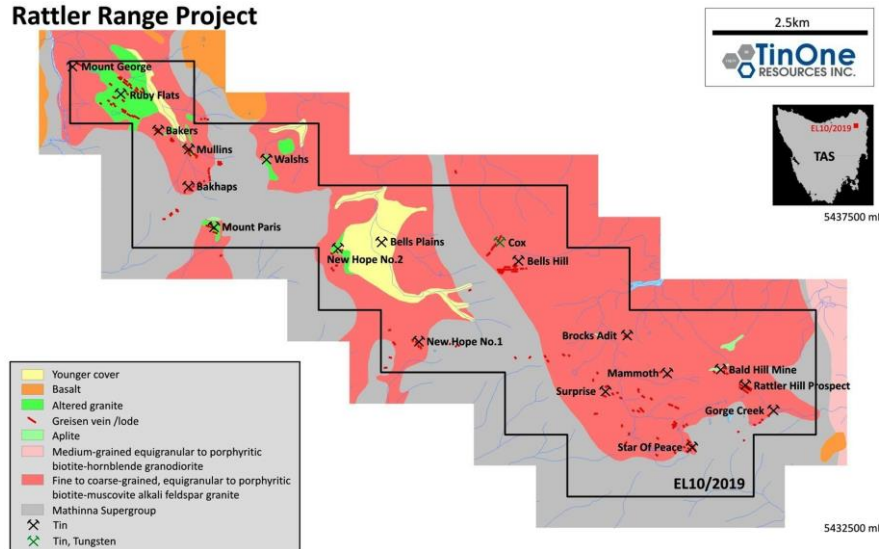 Rattler Range Project
2.5km
TinOne
RESOURCES INC.
EL10/2019
TAS
5437500 m
Mount George
Ruby Flats
Bakers
Mullins
Walshs
Bakhaps
Mount Paris
Bells Plains
New Hope No.2
Cox
Bells Hill
New Hope No.1
Brocks Adit
Mammoth
Bald Hill Mine
Surprise
Rattler Hill Prospect
Gorge Creek
Star Of Peace
EL10/2019
5432500 m
Younger cover
Basalt
Altered granite
Greisen vein /lode
Aplite
Medium-grained equigranular to porphyritic
biotite-hornblende granodiorite
Fine to coarse-grained, equigranular to porphyritic
biotite-muscovite alkali feldspar granite
Mathinna Supergroup
Tin
Tin, Tungsten